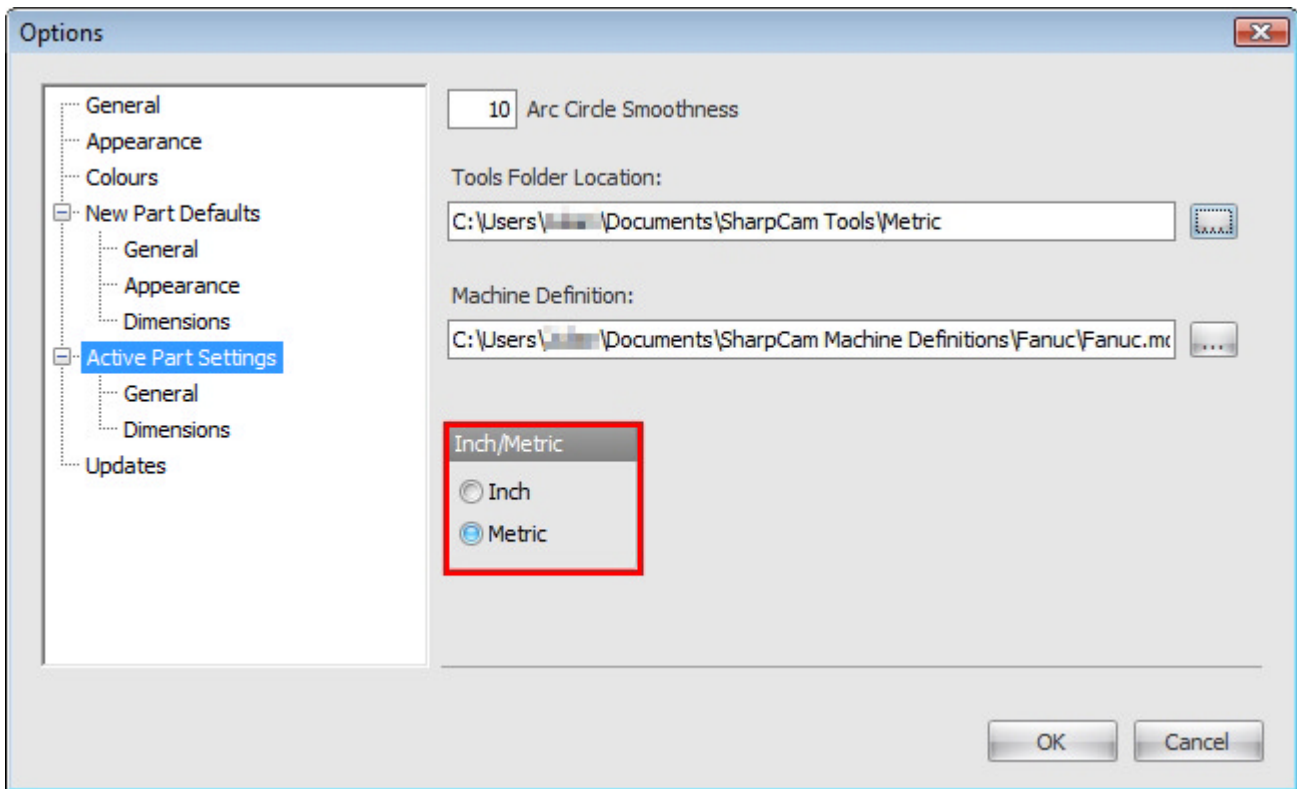 Options
General
Appearance
Colours
New Part Defaults
General
Appearance
Dimensions
Active Part Settings
General
Dimensions
Updates
10 Arc Circle Smoothness
Tools Folder Location:
C:\Users\ \Documents\SharpCam Tools\Metric
...
Machine Definition:
C:\Users\ \Documents\SharpCam Machine Definitions\Fanuc\Fanuc.mc
...
Inch/Metric
Inch
Metric
OK Cancel